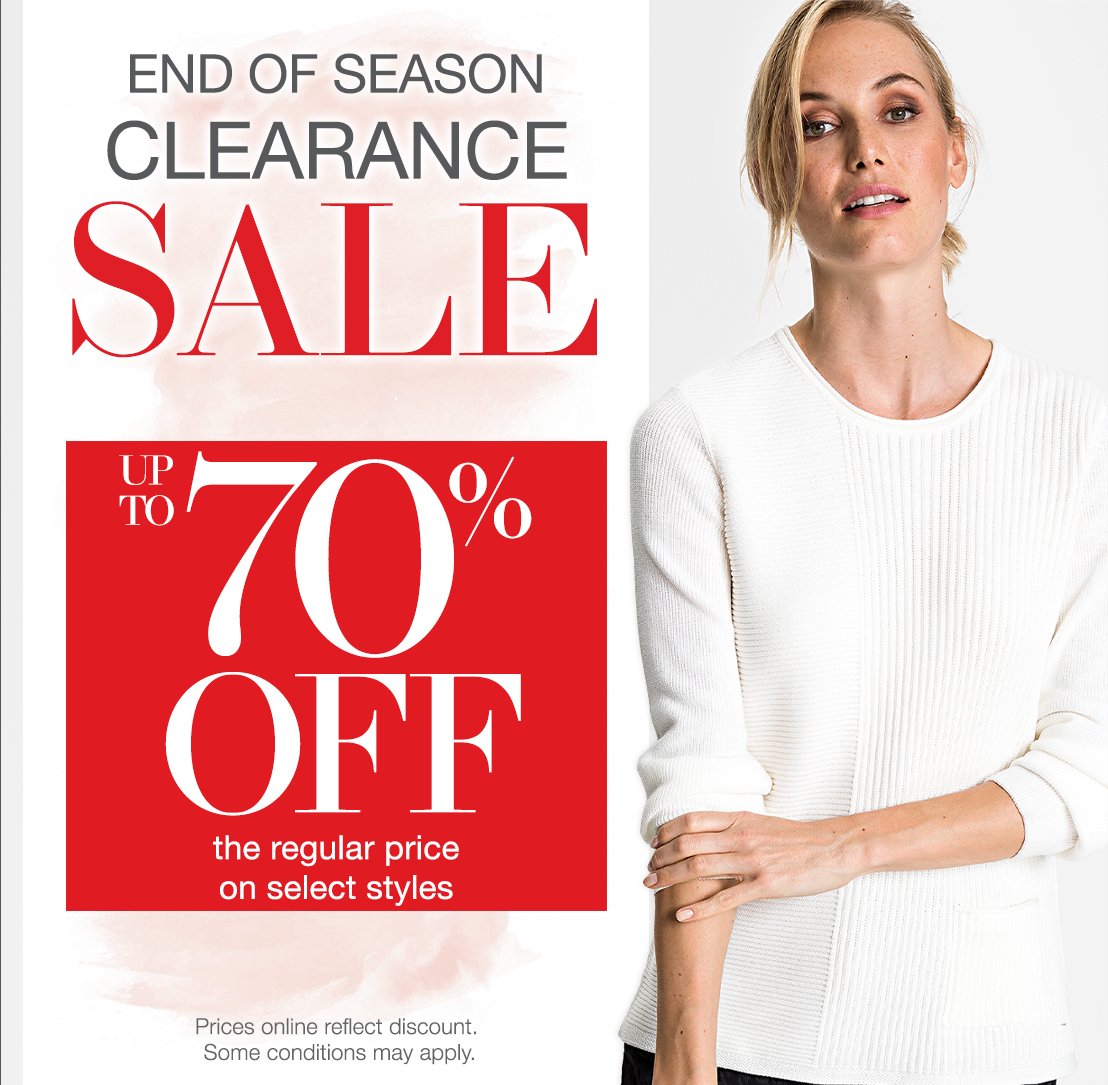 END OF SEASON
CLEARANCE
SALE
UP
TO 70%
OFF
the regular price
on select styles
Prices online reflect discount.
Some conditions may apply.